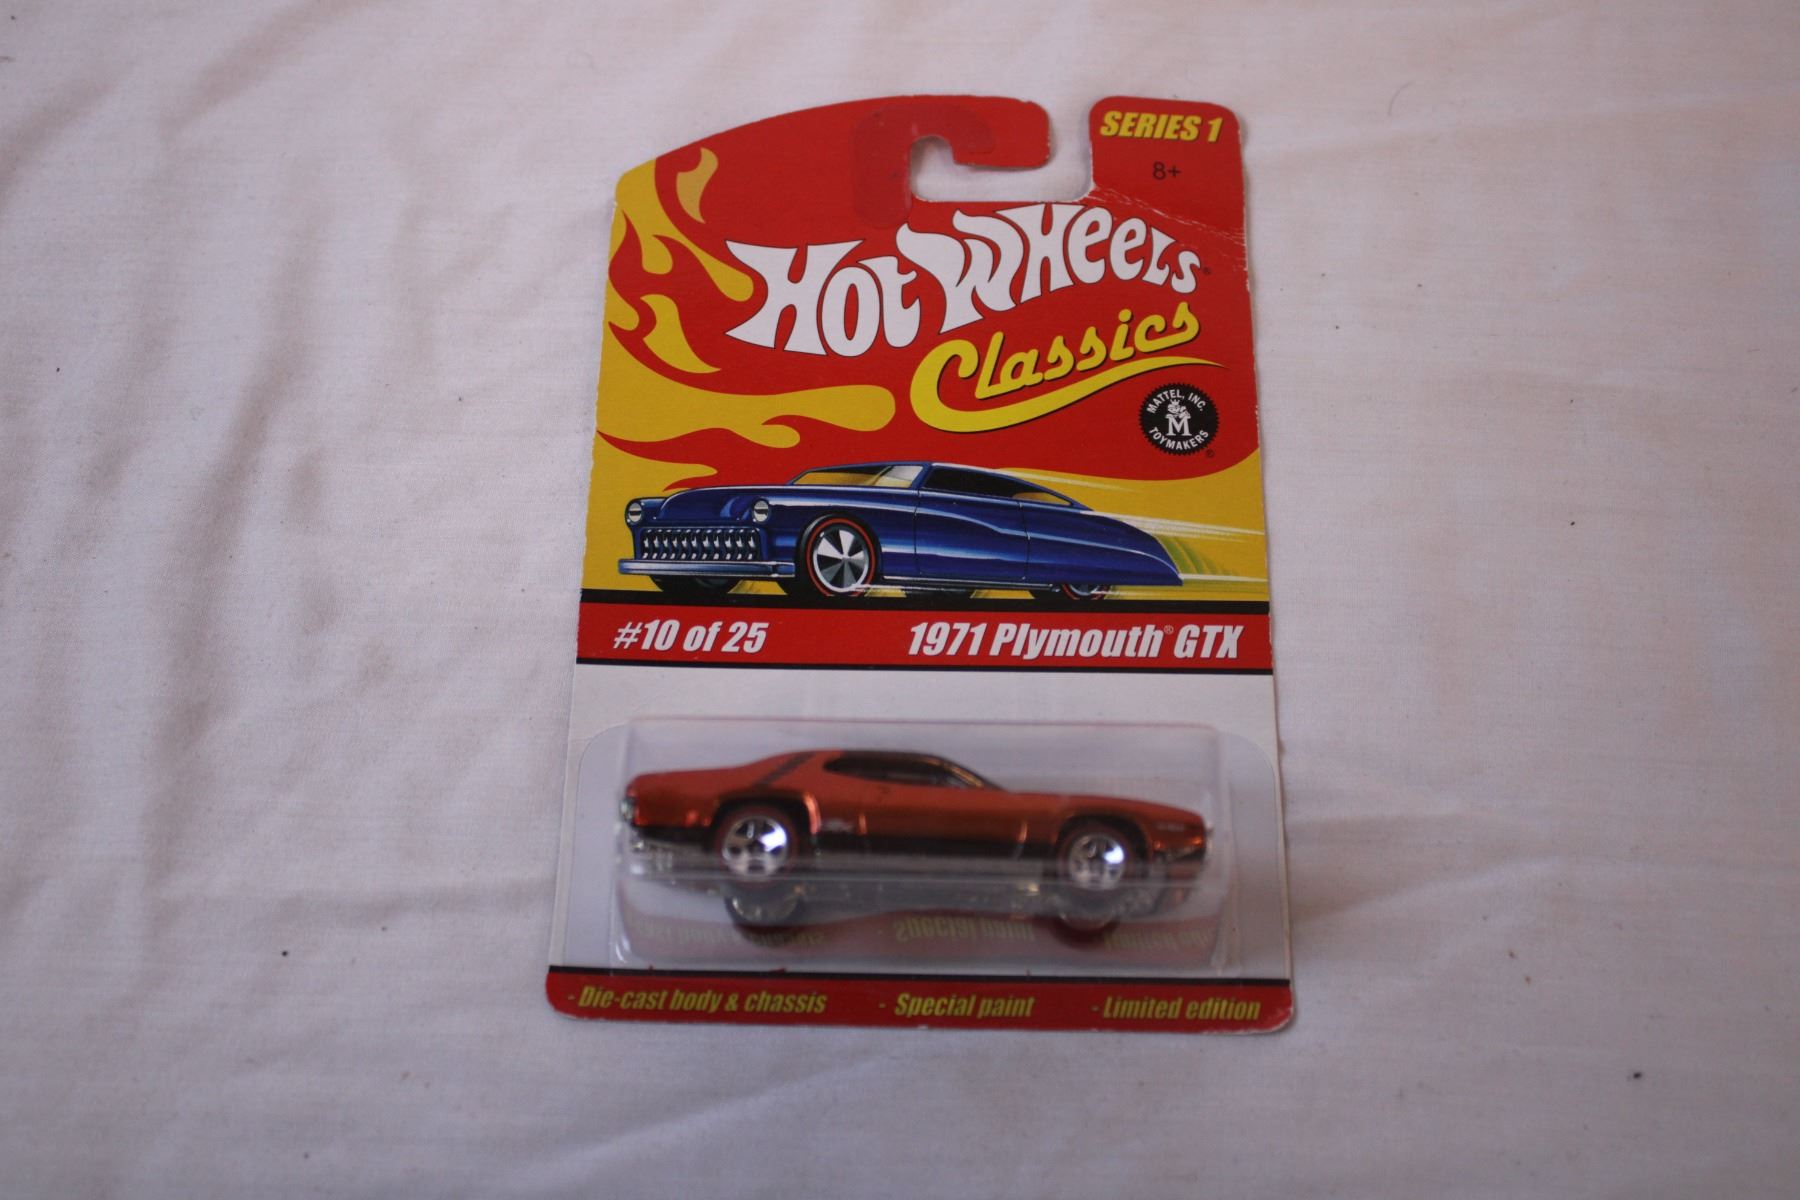 SERIES 1
8+
Hot Wheels®
Classics
MATTEL, INC.
M
TOYMAKERS
©
#10 of 25
1971 Plymouth® GTX
- Die-cast body & chassis - Special paint - Limited edition